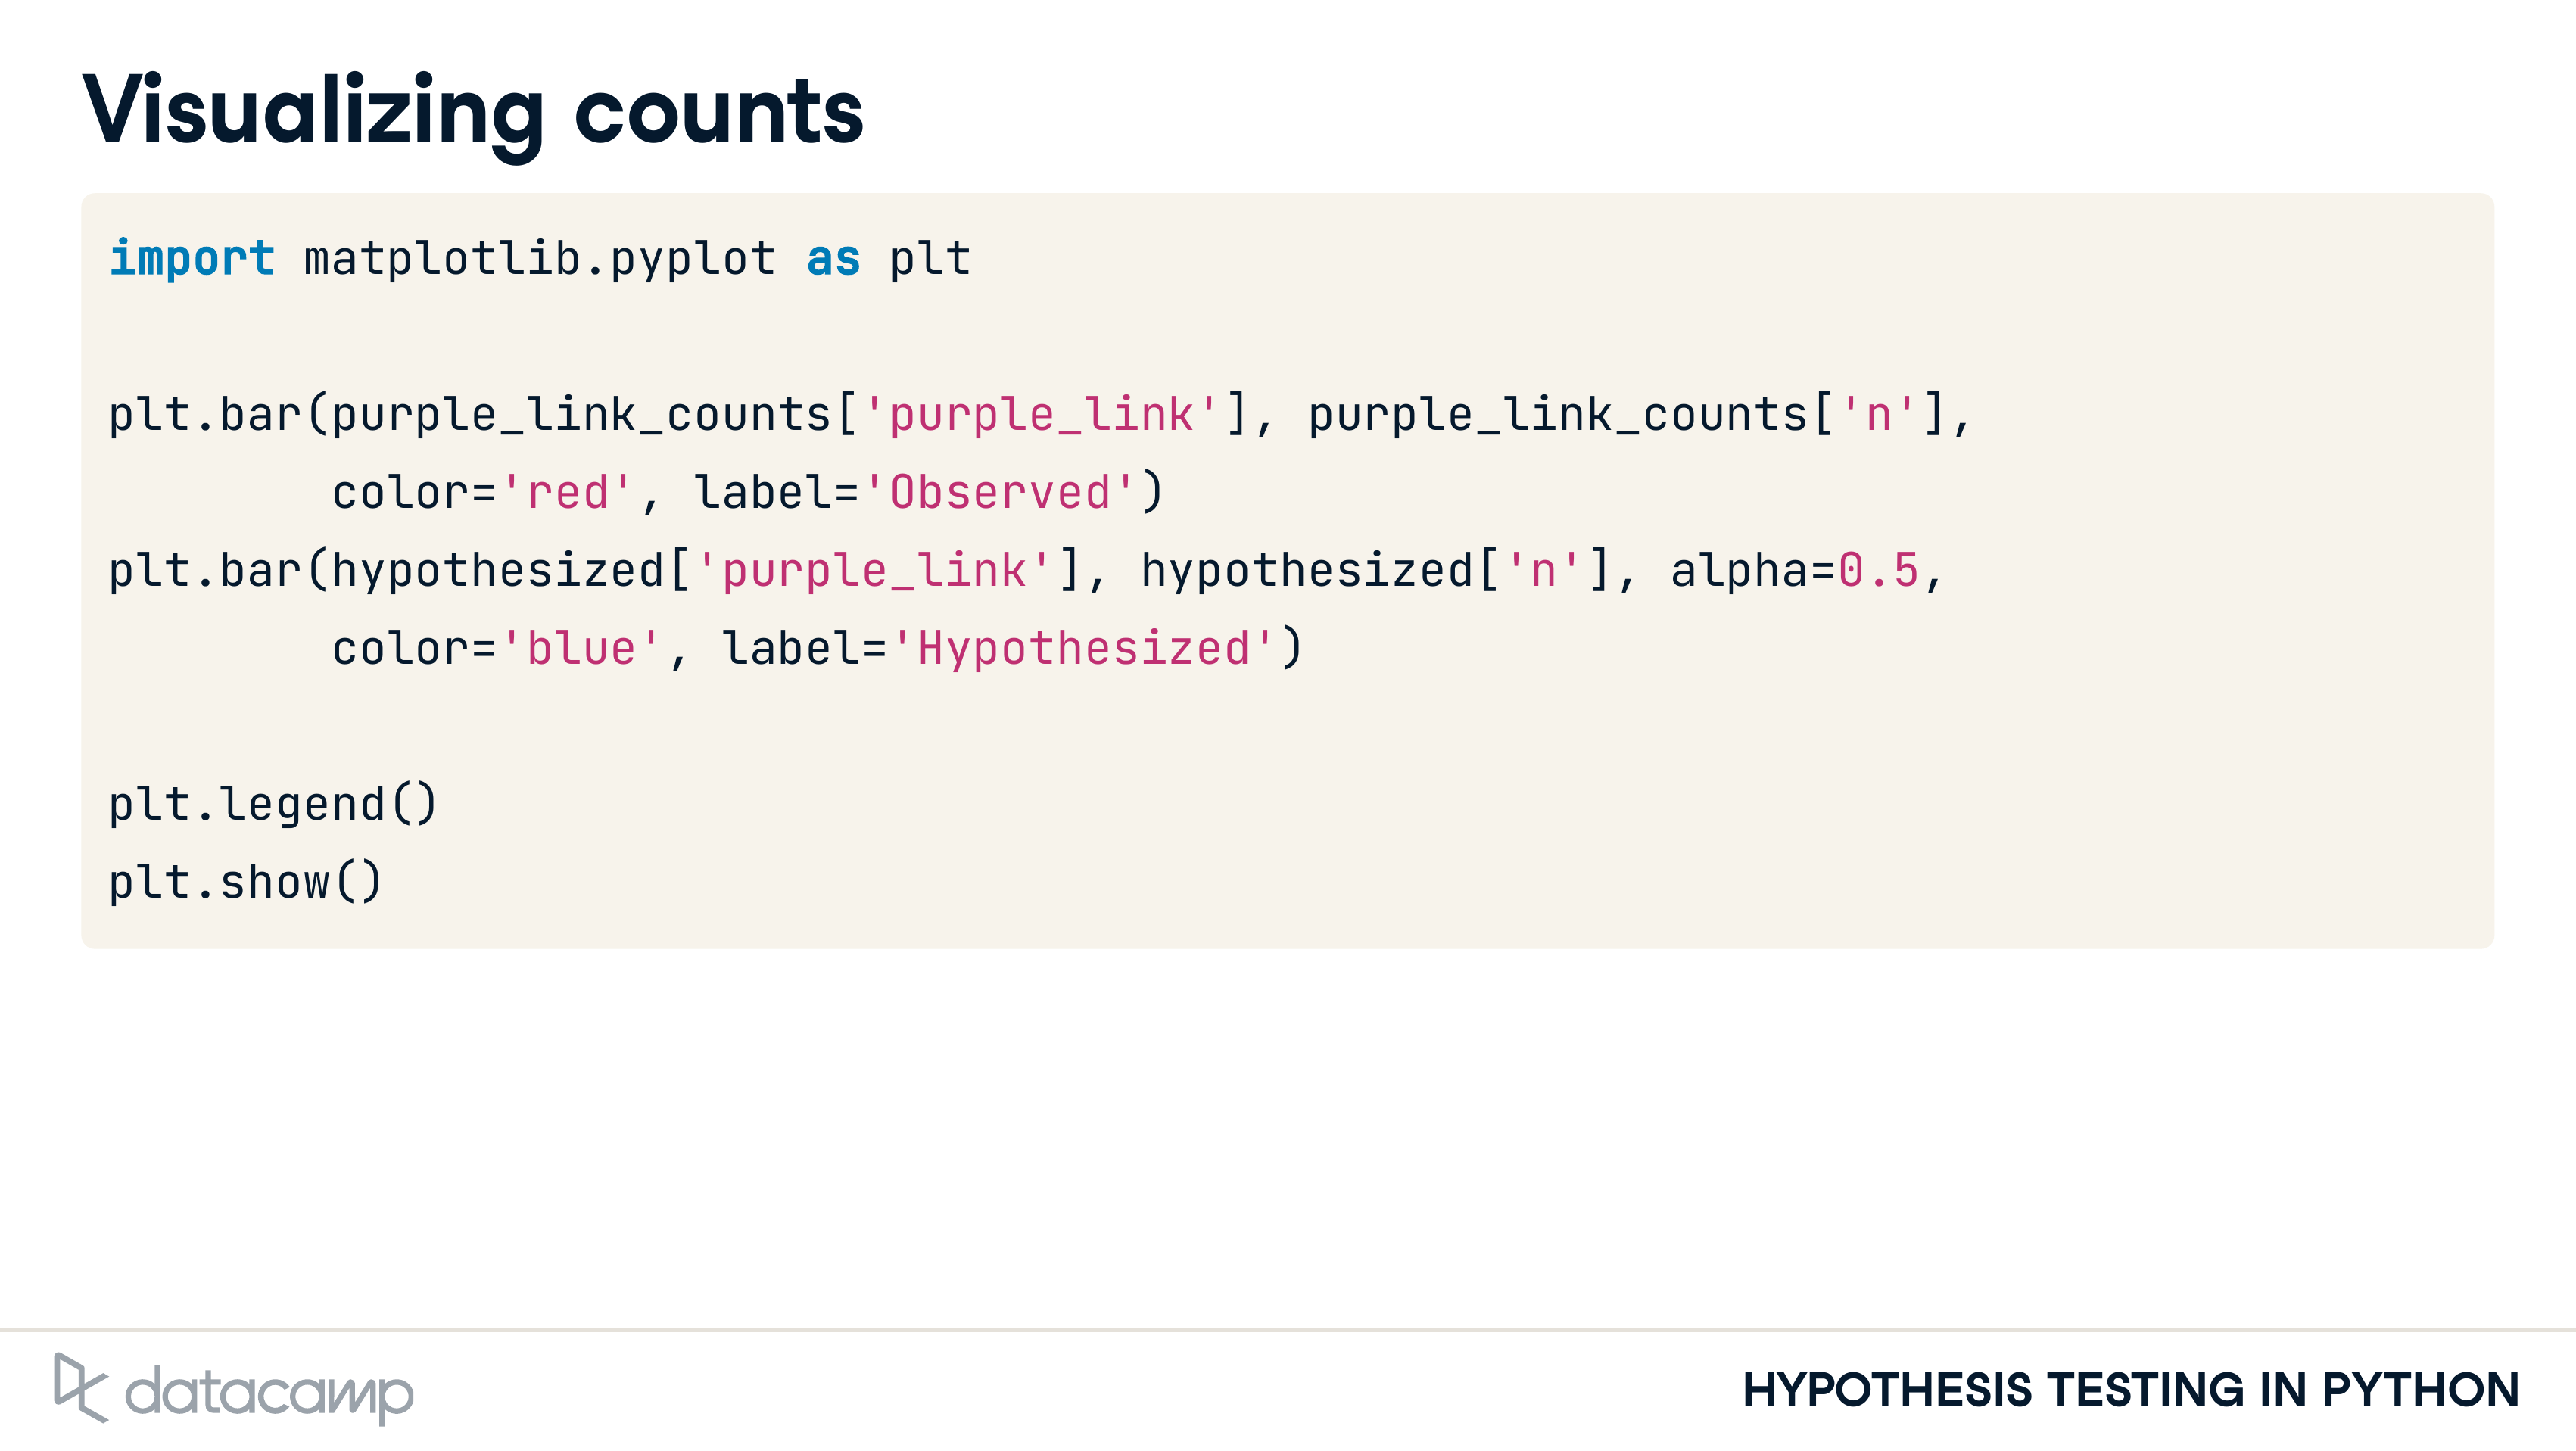 Visualizing counts
import matplotlib.pyplot as plt
plt.bar(purple_link_counts['purple_link'], purple_link_counts['n'],
        color='red', label='Observed')
plt.bar(hypothesized['purple_link'], hypothesized['n'], alpha=0.5,
        color='blue', label='Hypothesized')
plt.legend()
plt.show()
datacamp
HYPOTHESIS TESTING IN PYTHON